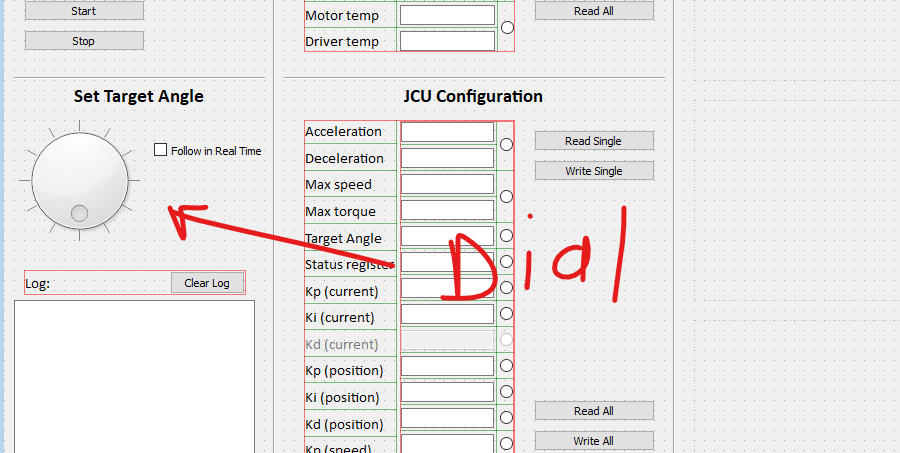 Start
Stop
Motor temp
Driver temp
Read All
Set Target Angle
Follow in Real Time
Log:
Clear Log
JCU Configuration
Acceleration
Deceleration
Max speed
Max torque
Target Angle
Status register
Kp (current)
Ki (current)
Kd (current)
Kp (position)
Ki (position)
Kd (position)
Kp (speed)
Read Single
Write Single
Dial
Read All
Write All